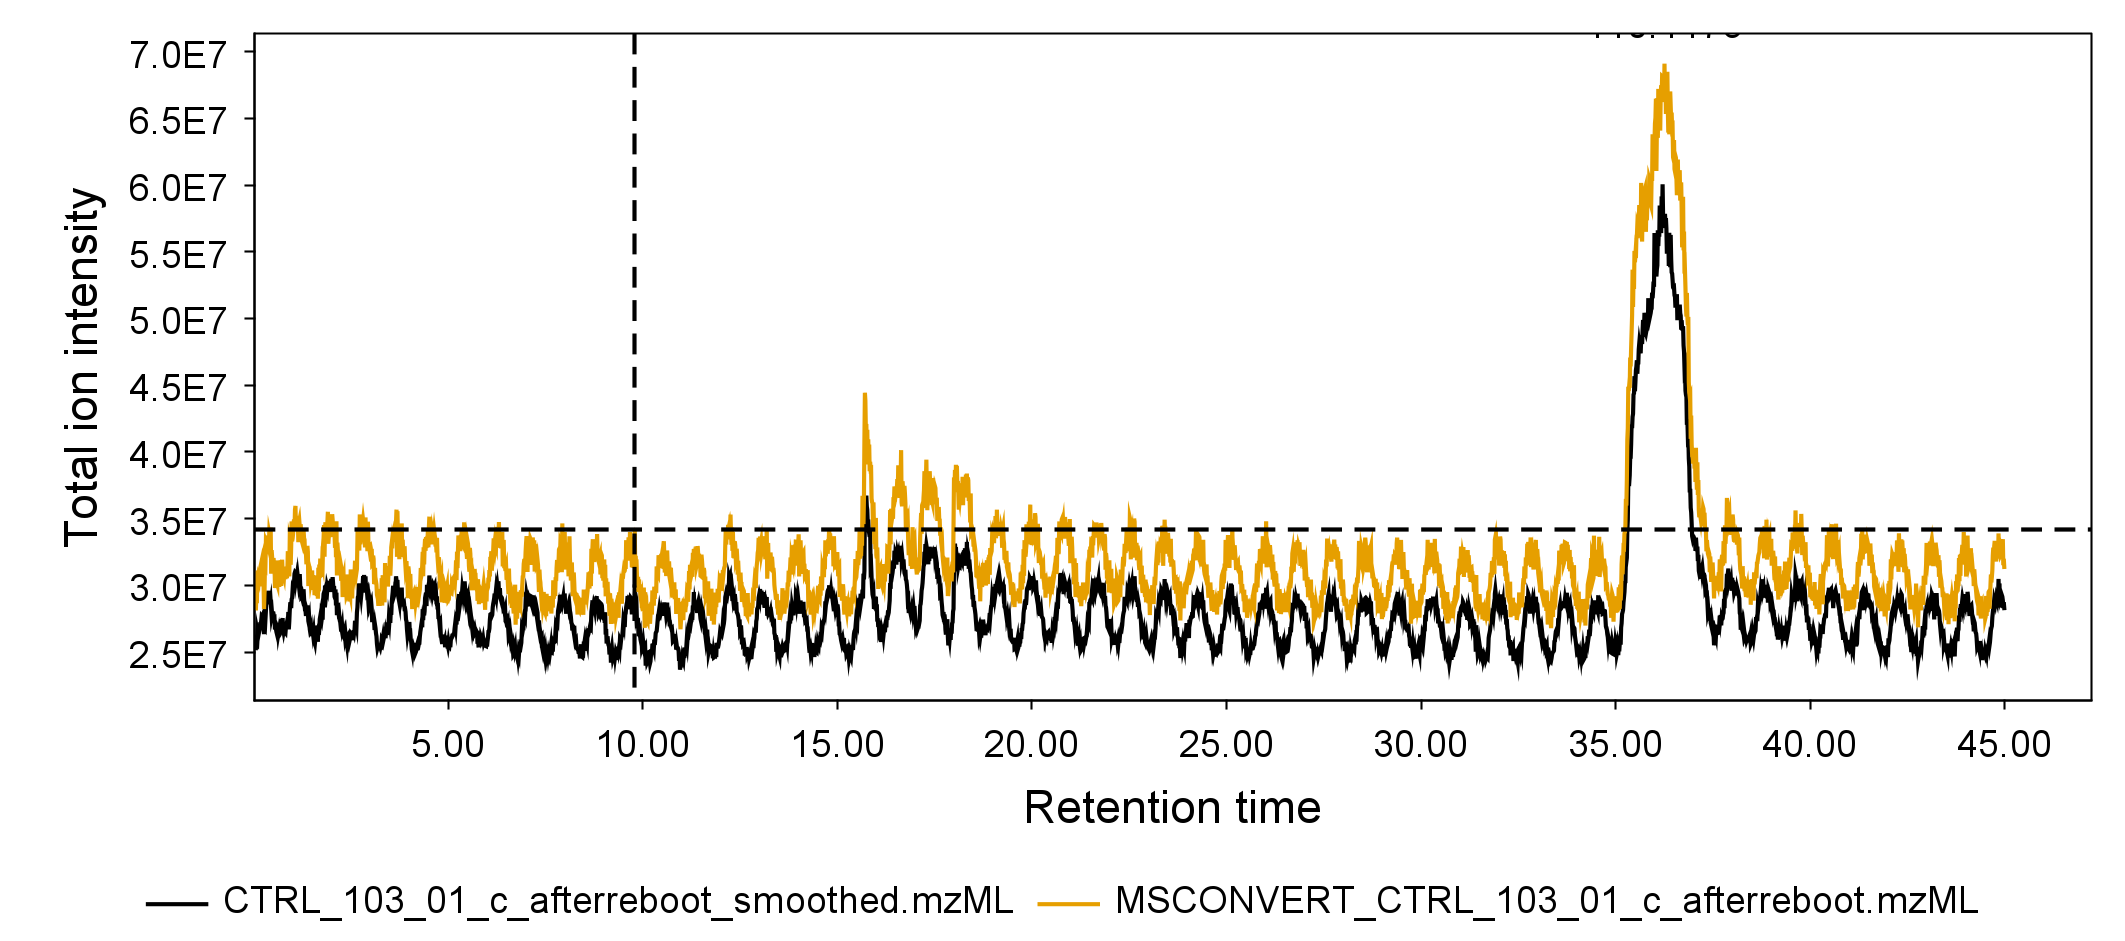 7.0E7
6.5E7
6.0E7
5.5E7
5.0E7
4.5E7
4.0E7
3.5E7
3.0E7
2.5E7
Total ion intensity
5.00 10.00 15.00 20.00 25.00 30.00 35.00 40.00 45.00
Retention time
CTRL_103_01_c_afterreboot_smoothed.mzML MSCONVERT_CTRL_103_01_c_afterreboot.mzML